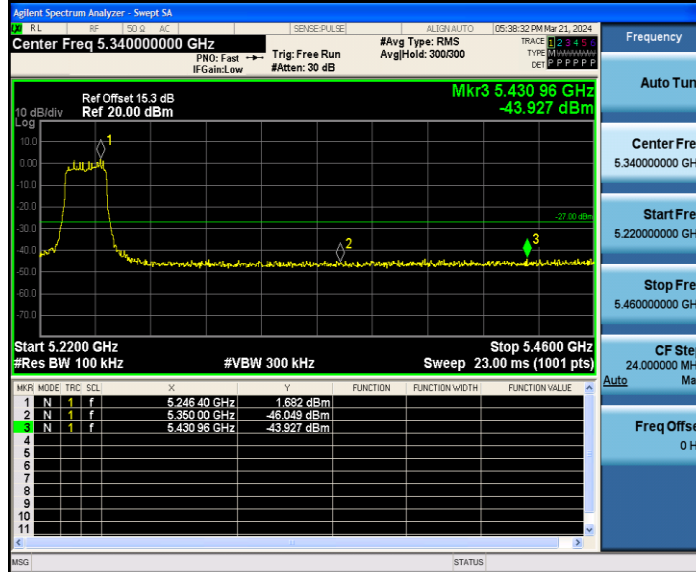 Agilent Spectrum Analyzer - Swept SA
RL RF 50 Ω AC SENSE:PULSE ALIGNAUTO 05:38:32 PM Mar 21, 2024
Center Freq 5.340000000 GHz
PNO: Fast
IFGain:Low
Trig: Free Run
#Atten: 30 dB
#Avg Type: RMS
Avg|Hold: 300/300
TRACE 1 2 3 4 5 6
TYPE M
DET P P P P P P
Mkr3 5.430 96 GHz
-43.927 dBm
Ref Offset 15.3 dB
10 dB/div Ref 20.00 dBm
Log
10.0
0.00
-10.0
-20.0
-30.0
-40.0
-50.0
-60.0
-70.0
1
2
3
-27.00 dBm
Start 5.2200 GHz Stop 5.4600 GHz
#Res BW 100 kHz #VBW 300 kHz Sweep 23.00 ms (1001 pts)
MKR MODE TRC SCL X Y FUNCTION FUNCTION WIDTH FUNCTION VALUE
1 N 1 f 5.246 40 GHz 1.682 dBm
2 N 1 f 5.350 00 GHz -46.049 dBm
3 N 1 f 5.430 96 GHz -43.927 dBm
4
5
6
7
8
9
10
11
MSG STATUS
Frequency
Auto Tun
Center Fre
5.340000000 GH
Start Fre
5.220000000 GH
Stop Fre
5.460000000 GH
CF Ste
24.000000 MH
Auto Ma
Freq Offse
0 H